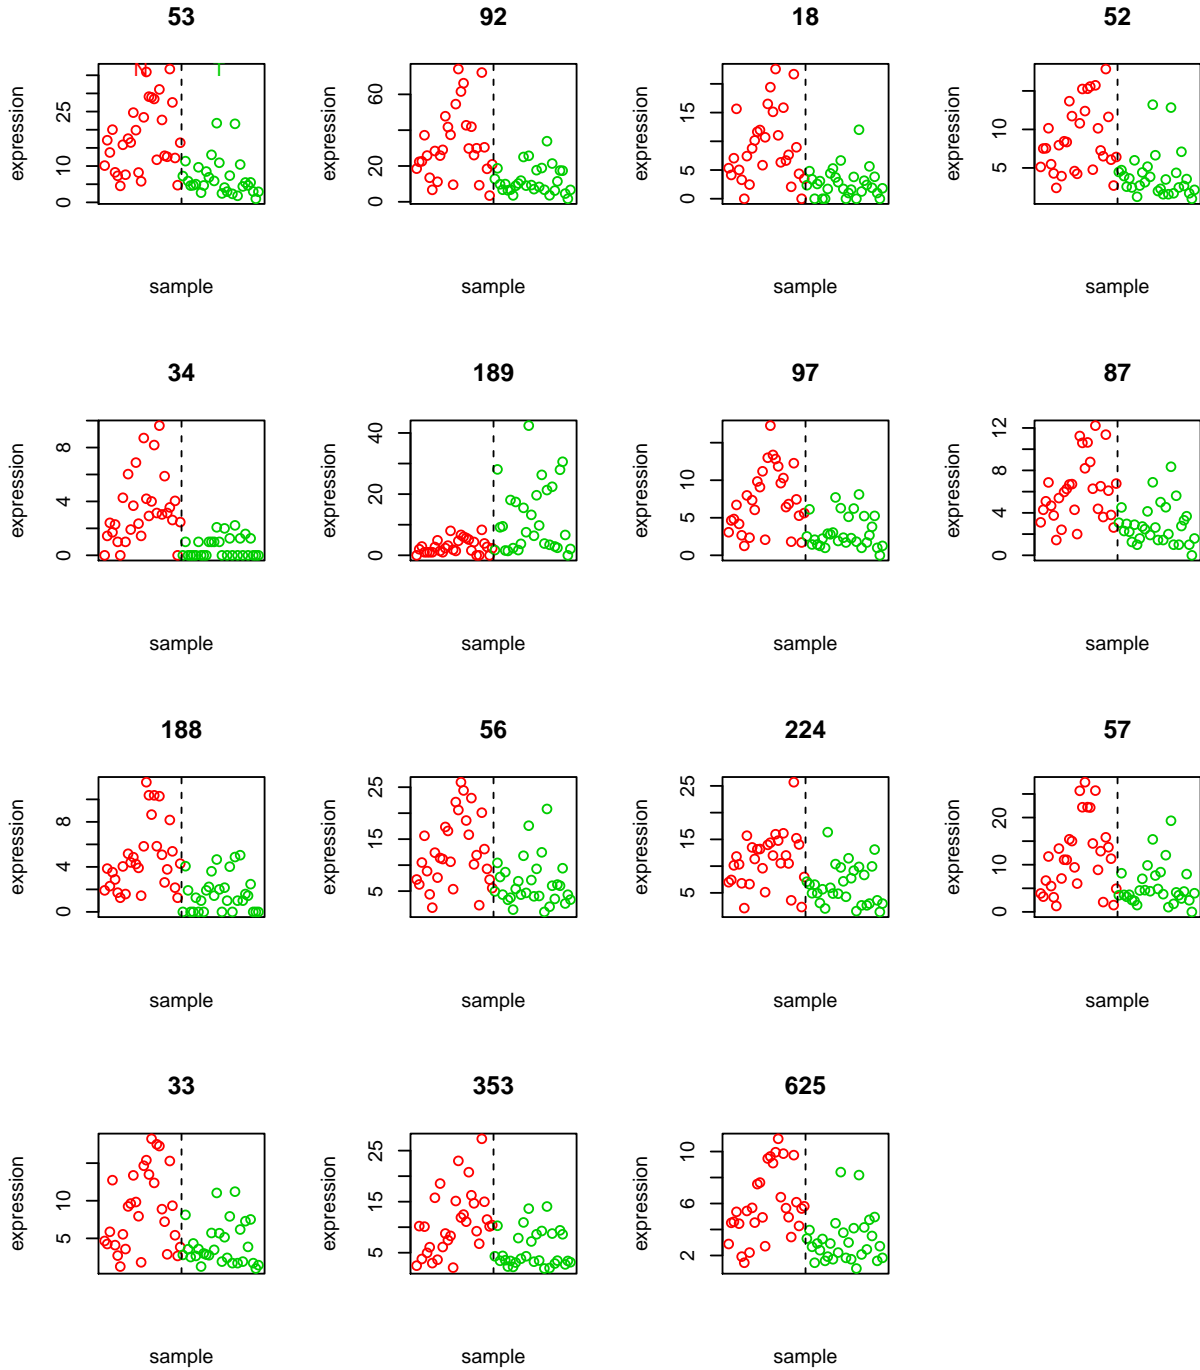 53 92 18 52
expression expression expression expression
N T
0 10 25
0 20 40 60
0 5 10 15
5 10
sample sample sample sample
34 189 97 87
expression expression expression expression
0 4 8
0 20 40
0 5 10
0 4 8 12
sample sample sample sample
188 56 224 57
expression expression expression expression
0 4 8
5 15 25
5 15 25
0 10 20
sample sample sample sample
33 353 625
expression expression expression
5 10
5 15 25
2 6 10
sample sample sample